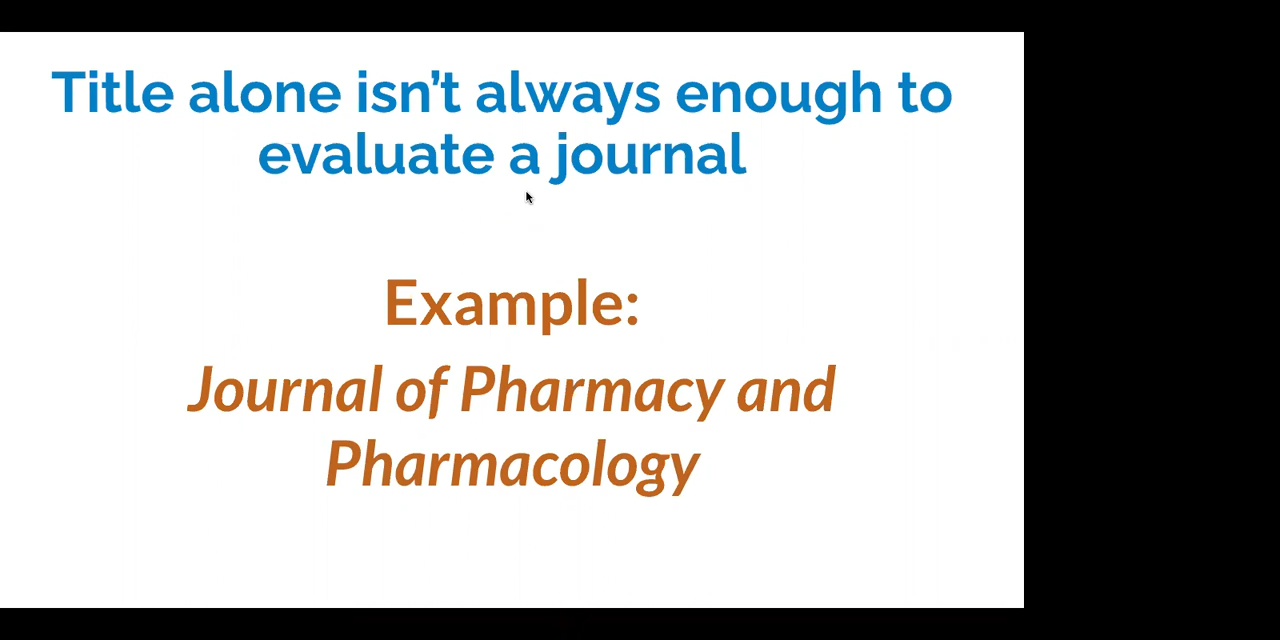 Title alone isn’t always enough to
evaluate a journal
Example:
Journal of Pharmacy and
Pharmacology